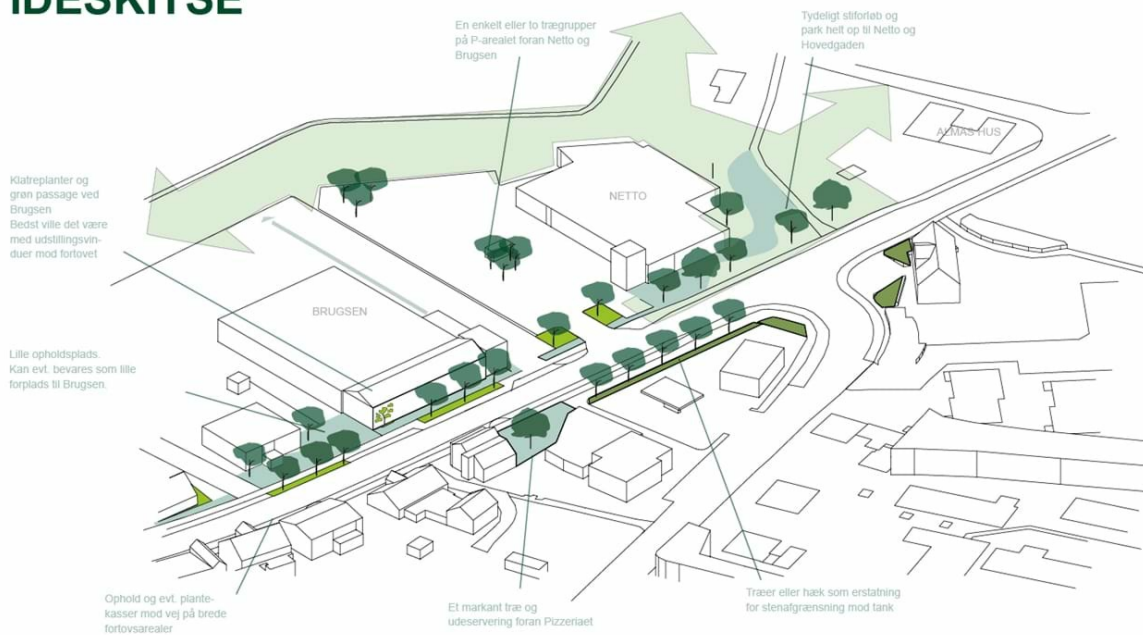 IDESKITSE
En enkelt eller to trægrupper
på P-arealet foran Netto og
Brugsen
Tydeligt stiforløb og
park helt op til Netto og
Hovedgaden
ALMAS HUS
Klatreplanter og
grøn passage ved
Brugsen
Bedst ville det være
med udstillingsvin-
duer mod fortovet
NETTO
BRUGSEN
Lille opholdsplads.
Kan evt. bevares som lille
forplads til Brugsen.
Ophold og evt. plante-
kasser mod vej på brede
fortovsarealer
Et markant træ og
udeservering foran Pizzeriaet
Træer eller hæk som erstatning
for stenafgrænsning mod tank